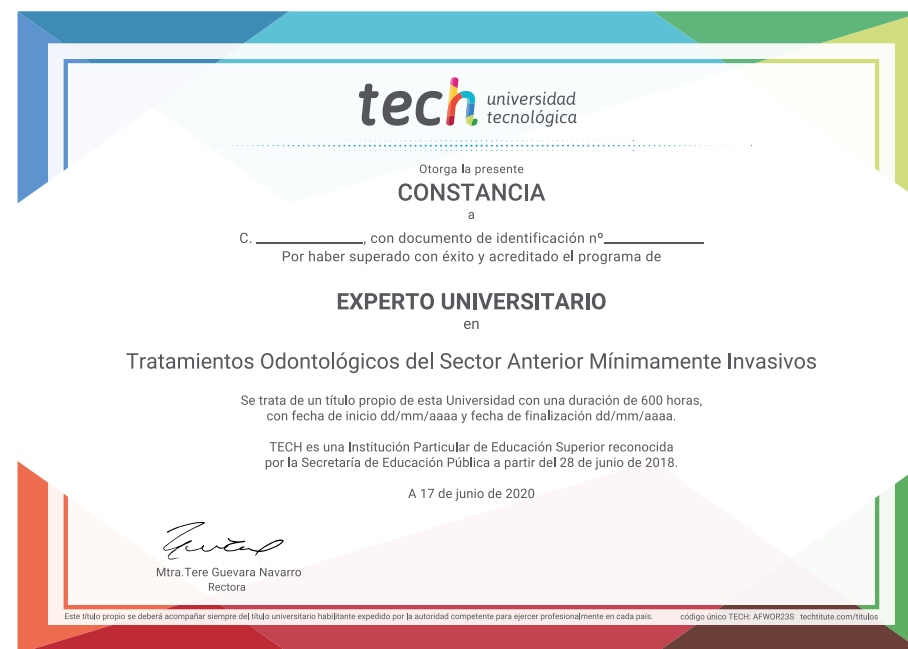 tech universidad
tecnológica
Otorga la presente
CONSTANCIA
a
C. ____________, con documento de identificación nº___________
Por haber superado con éxito y acreditado el programa de
EXPERTO UNIVERSITARIO
en
Tratamientos Odontológicos del Sector Anterior Mínimamente Invasivos
Se trata de un título propio de esta Universidad con una duración de 600 horas,
con fecha de inicio dd/mm/aaaa y fecha de finalización dd/mm/aaaa.
TECH es una Institución Particular de Educación Superior reconocida
por la Secretaría de Educación Pública a partir del 28 de junio de 2018.
A 17 de junio de 2020
Mtra.Tere Guevara Navarro
Rectora
Este título propio se deberá acompañar siempre del título universitario habilitante expedido por la autoridad competente para ejercer profesionalmente en cada país. código único TECH: AFWOR23S techtitute.com/titulos